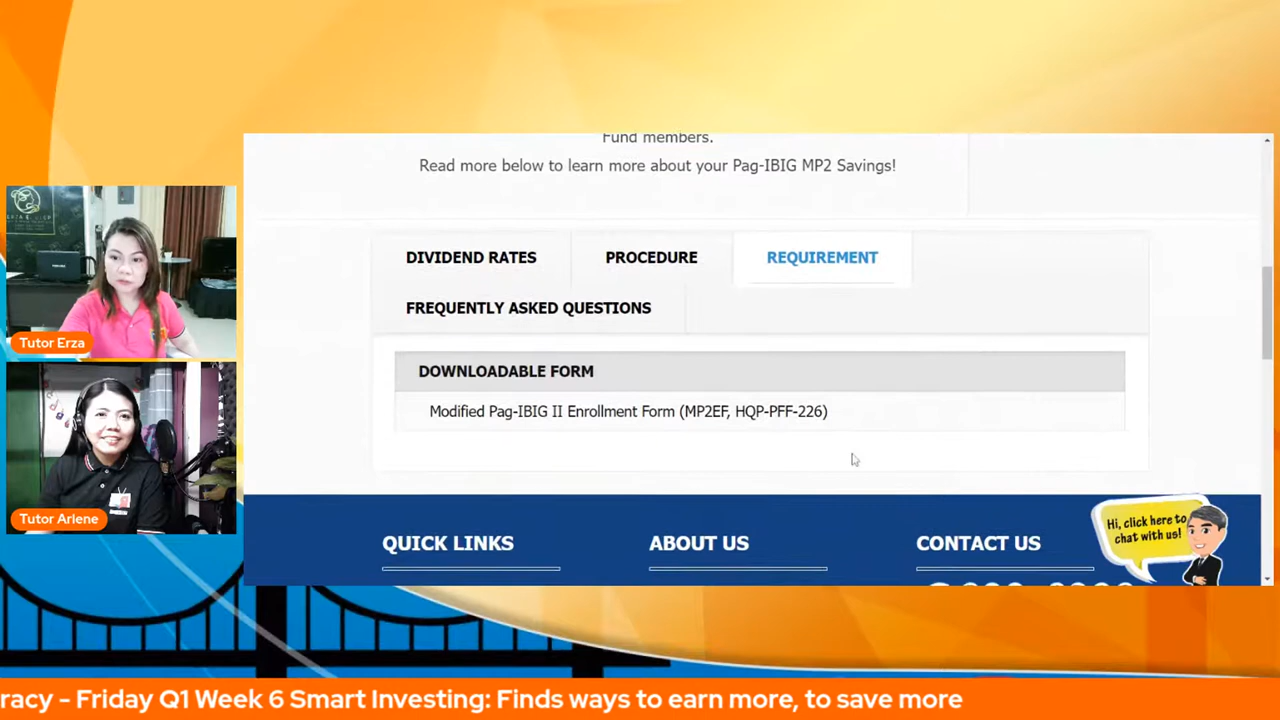 Fund members.
Read more below to learn more about your Pag-IBIG MP2 Savings!
DIVIDEND RATES
PROCEDURE
REQUIREMENT
FREQUENTLY ASKED QUESTIONS
DOWNLOADABLE FORM
Modified Pag-IBIG II Enrollment Form (MP2EF, HQP-PFF-226)
Tutor Erza
Tutor Arlene
QUICK LINKS
ABOUT US
CONTACT US
Hi, click here to
chat with us!
racy - Friday Q1 Week 6 Smart Investing: Finds ways to earn more, to save more